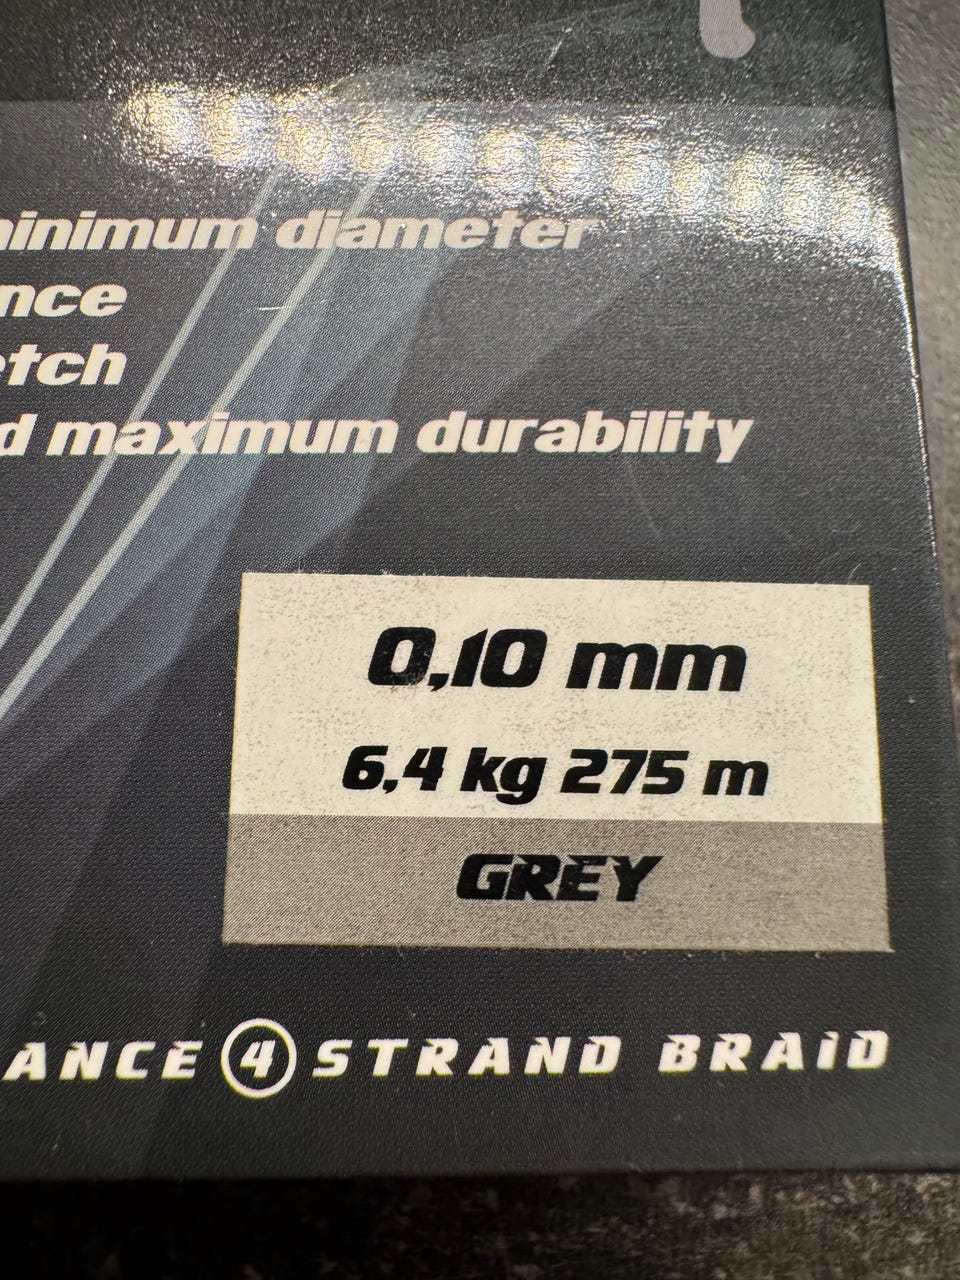 minimum diameter
nce
etch
d maximum durability
0,10 mm
6,4 kg 275 m
GREY
ANCE 4 STRAND BRAID